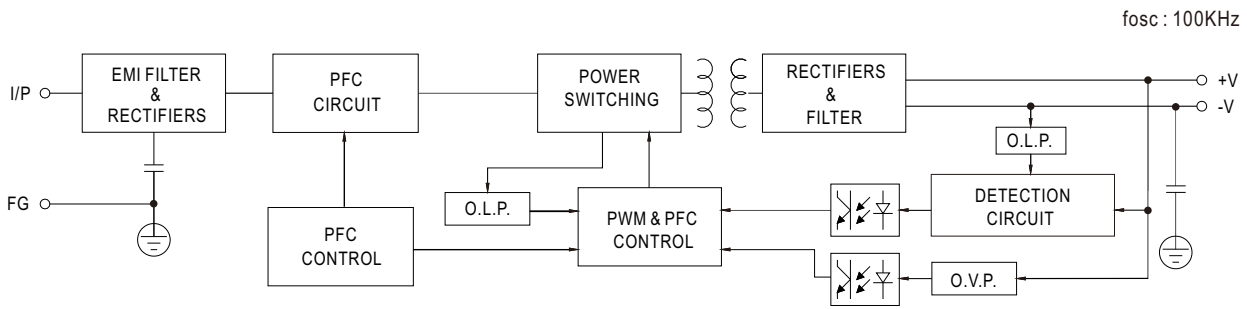 fosc : 100KHz
I/P
EMI FILTER
&
RECTIFIERS
PFC
CIRCUIT
POWER
SWITCHING
RECTIFIERS
&
FILTER
+V
-V
O.L.P.
FG
O.L.P.
PFC
CONTROL
PWM & PFC
CONTROL
DETECTION
CIRCUIT
O.V.P.